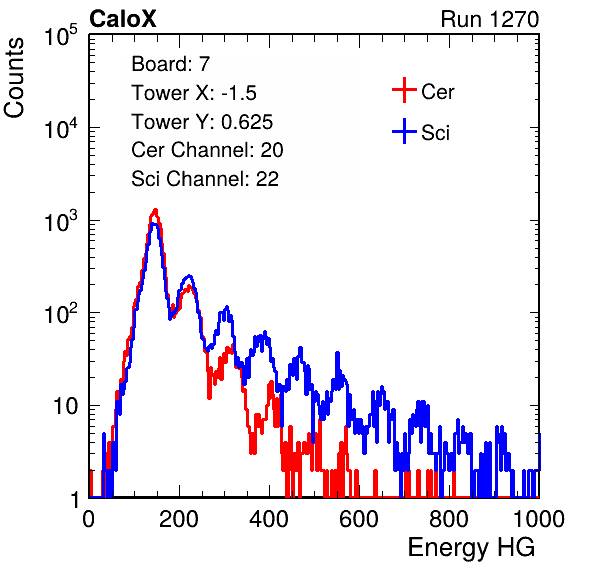 CaloX Run 1270
Counts
Board: 7
Tower X: -1.5
Tower Y: 0.625
Cer Channel: 20
Sci Channel: 22
Cer
Sci
10^5
10^4
10^3
10^2
10
1
0 200 400 600 800 1000
Energy HG